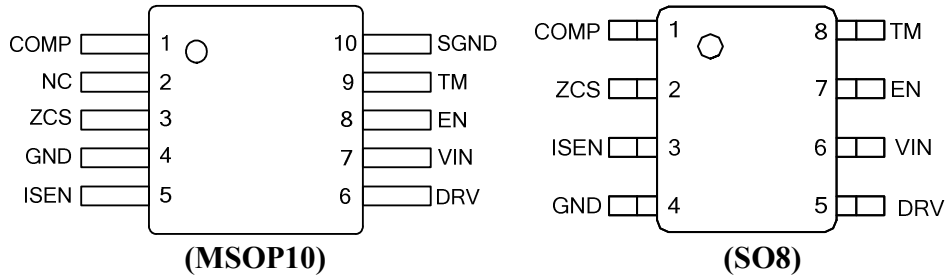 COMP 1 10 SGND
NC 2 9 TM
ZCS 3 8 EN
GND 4 7 VIN
ISEN 5 6 DRV
(MSOP10)
COMP 1 8 TM
ZCS 2 7 EN
ISEN 3 6 VIN
GND 4 5 DRV
(SO8)